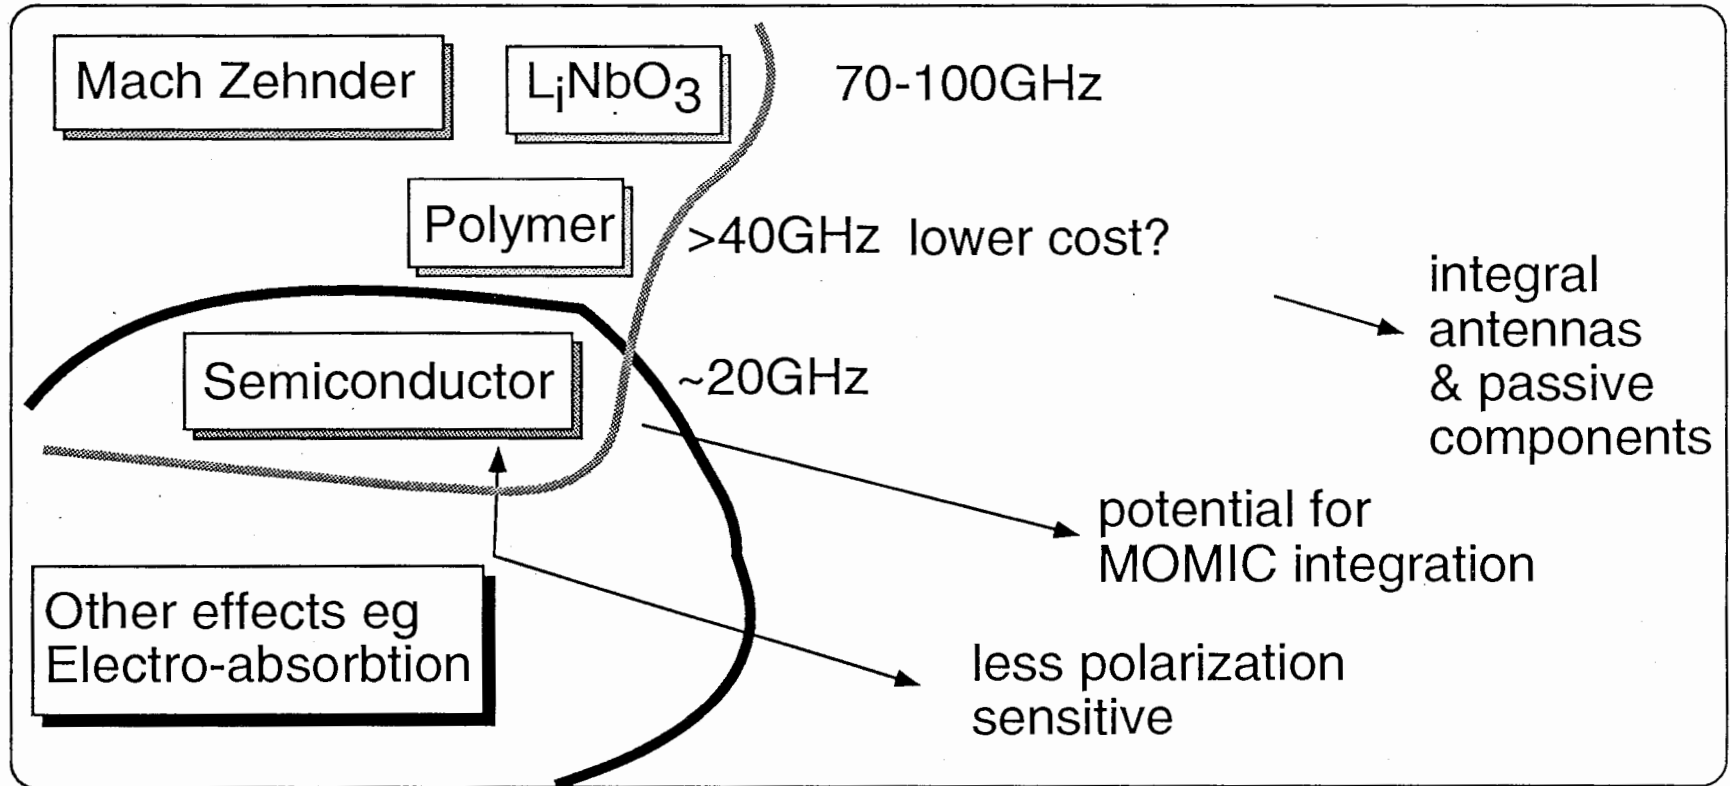 Mach Zehnder
LiNbO3
70-100GHz
Polymer
>40GHz lower cost?
integral
antennas
& passive
components
Semiconductor
~20GHz
potential for
MOMIC integration
Other effects eg
Electro-absorbtion
less polarization
sensitive